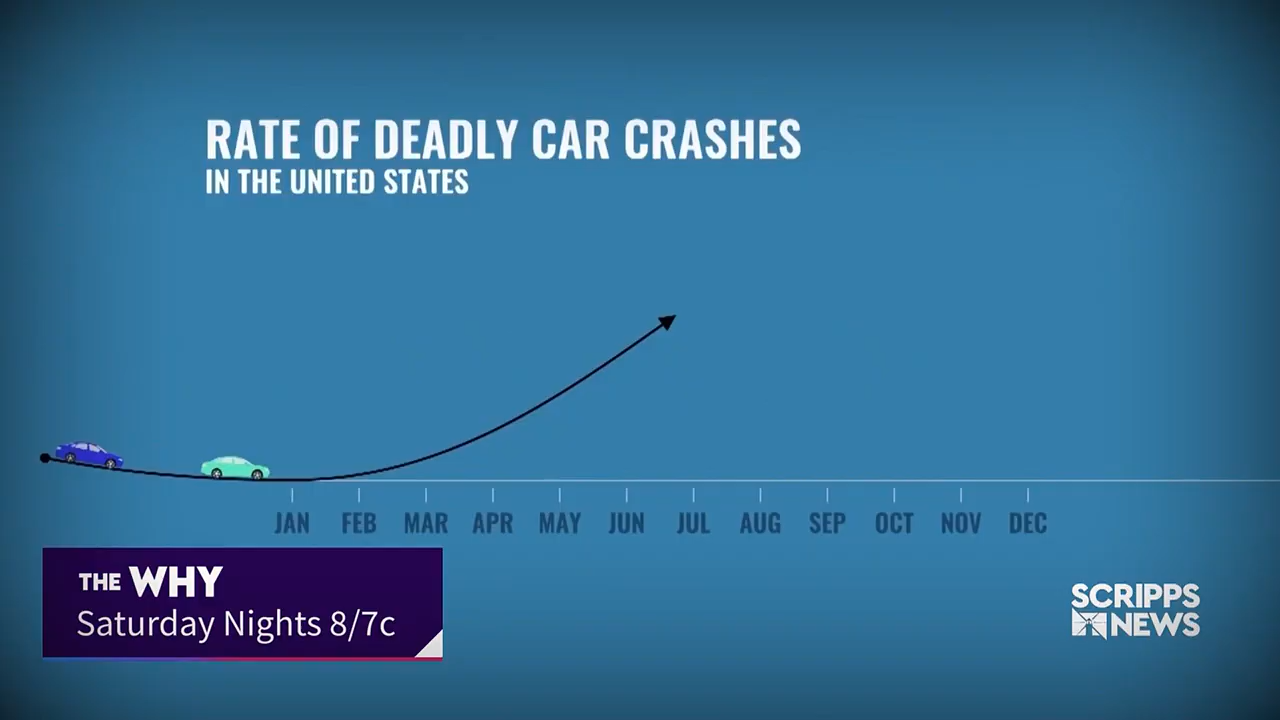 RATE OF DEADLY CAR CRASHES
IN THE UNITED STATES
JAN FEB MAR APR MAY JUN JUL AUG SEP OCT NOV DEC
THE WHY
Saturday Nights 8/7c
SCRIPPS
NEWS